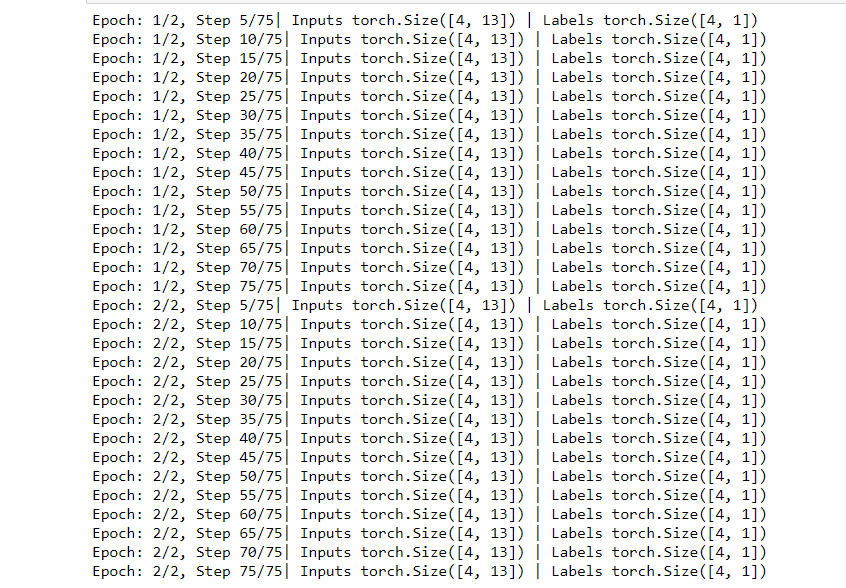 Epoch: 1/2, Step 5/75| Inputs torch.Size([4, 13]) | Labels torch.Size([4, 1])
Epoch: 1/2, Step 10/75| Inputs torch.Size([4, 13]) | Labels torch.Size([4, 1])
Epoch: 1/2, Step 15/75| Inputs torch.Size([4, 13]) | Labels torch.Size([4, 1])
Epoch: 1/2, Step 20/75| Inputs torch.Size([4, 13]) | Labels torch.Size([4, 1])
Epoch: 1/2, Step 25/75| Inputs torch.Size([4, 13]) | Labels torch.Size([4, 1])
Epoch: 1/2, Step 30/75| Inputs torch.Size([4, 13]) | Labels torch.Size([4, 1])
Epoch: 1/2, Step 35/75| Inputs torch.Size([4, 13]) | Labels torch.Size([4, 1])
Epoch: 1/2, Step 40/75| Inputs torch.Size([4, 13]) | Labels torch.Size([4, 1])
Epoch: 1/2, Step 45/75| Inputs torch.Size([4, 13]) | Labels torch.Size([4, 1])
Epoch: 1/2, Step 50/75| Inputs torch.Size([4, 13]) | Labels torch.Size([4, 1])
Epoch: 1/2, Step 55/75| Inputs torch.Size([4, 13]) | Labels torch.Size([4, 1])
Epoch: 1/2, Step 60/75| Inputs torch.Size([4, 13]) | Labels torch.Size([4, 1])
Epoch: 1/2, Step 65/75| Inputs torch.Size([4, 13]) | Labels torch.Size([4, 1])
Epoch: 1/2, Step 70/75| Inputs torch.Size([4, 13]) | Labels torch.Size([4, 1])
Epoch: 1/2, Step 75/75| Inputs torch.Size([4, 13]) | Labels torch.Size([4, 1])
Epoch: 2/2, Step 5/75| Inputs torch.Size([4, 13]) | Labels torch.Size([4, 1])
Epoch: 2/2, Step 10/75| Inputs torch.Size([4, 13]) | Labels torch.Size([4, 1])
Epoch: 2/2, Step 15/75| Inputs torch.Size([4, 13]) | Labels torch.Size([4, 1])
Epoch: 2/2, Step 20/75| Inputs torch.Size([4, 13]) | Labels torch.Size([4, 1])
Epoch: 2/2, Step 25/75| Inputs torch.Size([4, 13]) | Labels torch.Size([4, 1])
Epoch: 2/2, Step 30/75| Inputs torch.Size([4, 13]) | Labels torch.Size([4, 1])
Epoch: 2/2, Step 35/75| Inputs torch.Size([4, 13]) | Labels torch.Size([4, 1])
Epoch: 2/2, Step 40/75| Inputs torch.Size([4, 13]) | Labels torch.Size([4, 1])
Epoch: 2/2, Step 45/75| Inputs torch.Size([4, 13]) | Labels torch.Size([4, 1])
Epoch: 2/2, Step 50/75| Inputs torch.Size([4, 13]) | Labels torch.Size([4, 1])
Epoch: 2/2, Step 55/75| Inputs torch.Size([4, 13]) | Labels torch.Size([4, 1])
Epoch: 2/2, Step 60/75| Inputs torch.Size([4, 13]) | Labels torch.Size([4, 1])
Epoch: 2/2, Step 65/75| Inputs torch.Size([4, 13]) | Labels torch.Size([4, 1])
Epoch: 2/2, Step 70/75| Inputs torch.Size([4, 13]) | Labels torch.Size([4, 1])
Epoch: 2/2, Step 75/75| Inputs torch.Size([4, 13]) | Labels torch.Size([4, 1])